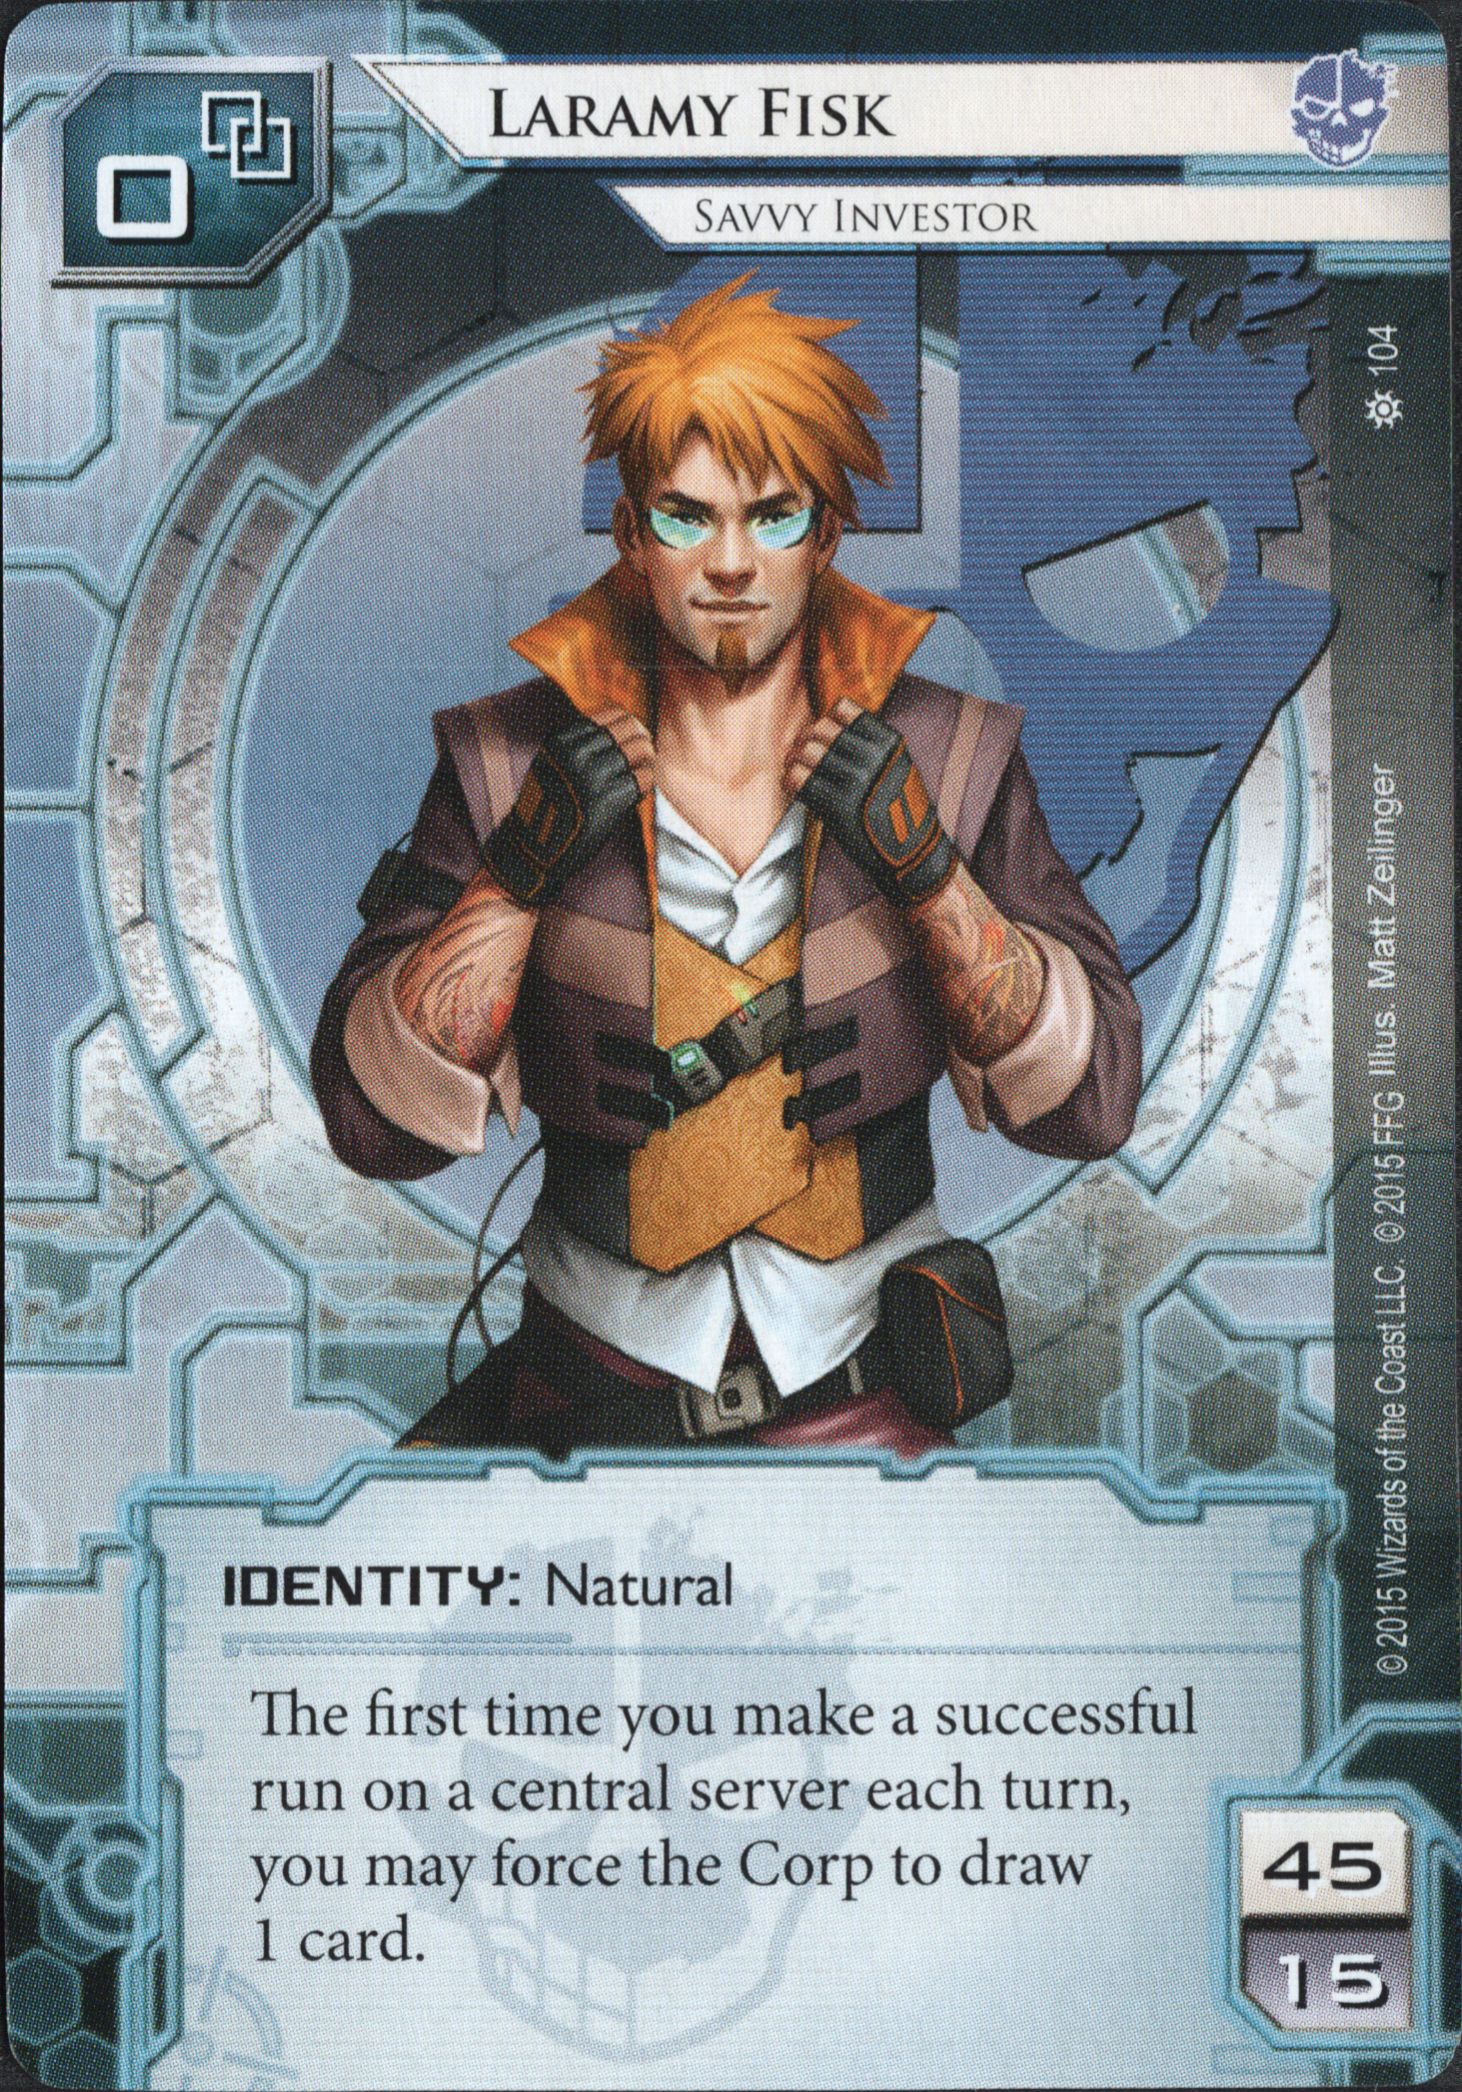 0
LARAMY FISK
SAVVY INVESTOR
104
© 2015 Wizards of the Coast LLC. © 2015 FFG Illus. Matt Zeilinger
IDENTITY: Natural
The first time you make a successful
run on a central server each turn,
you may force the Corp to draw
1 card.
45
15